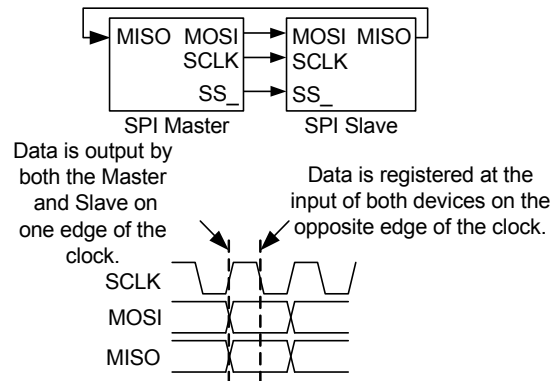 MISO MOSI
SCLK
SS_
MOSI MISO
SCLK
SS_
SPI Master
SPI Slave
Data is output by
both the Master
and Slave on
one edge of the
clock.
Data is registered at the
input of both devices on the
opposite edge of the clock.
SCLK
MOSI
MISO